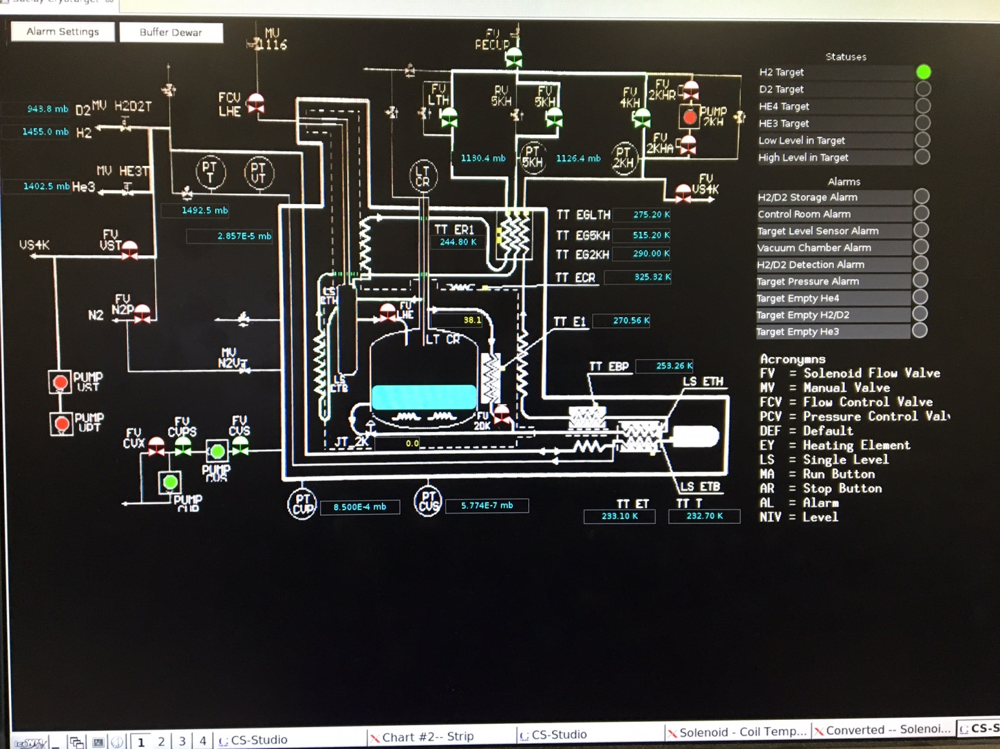 Alarm Settings
Buffer Dewar
MV
1116
FV
RECUP
Statuses
H2 Target
D2 Target
HE4 Target
HE3 Target
Low Level in Target
High Level in Target
Alarms
H2/D2 Storage Alarm
Control Room Alarm
Target Level Sensor Alarm
Vacuum Chamber Alarm
H2/D2 Detection Alarm
Target Pressure Alarm
Target Empty He4
Target Empty H2/D2
Target Empty He3
Acronymns
FV = Solenoid Flow Valve
MV = Manual Valve
FCV = Flow Control Valve
PCV = Pressure Control Valv
DEF = Default
EY = Heating Element
LS = Single Level
MA = Run Button
AR = Stop Button
AL = Alarm
NIV = Level
FCV
LHE
FV
LTH
RV
5KH
FV
5KH
FV
4KH
FV
2KHR
PUMP
2KH
FV
2KHA
943.8 mb D2 MV H2D2T
1455.0 mb H2
MV HE3T
1402.5 mb He3
PT
T
PT
VT
LT
CR
1130.4 mb
PT
5KH
1126.4 mb
PT
2KH
FV
VS4K
1492.5 mb
2.857E-5 mb
TT ER1
244.80 K
TT EGLTH 275.20 K
TT EG5KH 515.20 K
TT EG2KH 290.00 K
TT ECR 325.32 K
VS4K
FV
VST
LS
ETH
FV
LHE
38.1
TT E1 270.56 K
N2
FV
N2P
LT CR
MV
N2VT
LS
ETB
TT EBP 253.26 K
LS ETH
PUMP
VST
PUMP
VPT
FV
2DK
JT 2K
0.0
FV
CVX
FV
CVPS
FV
CVS
PUMP
CVS
PUMP
LS ETB
PT
CVP
8.500E-4 mb
PT
CVS
5.774E-7 mb
TT ET
233.10 K
TT T
232.70 K
1 2 3 4
CS-Studio
Chart #2-- Strip
CS-Studio
Solenoid - Coil Temp...
Converted -- Solenoi...
CS-S